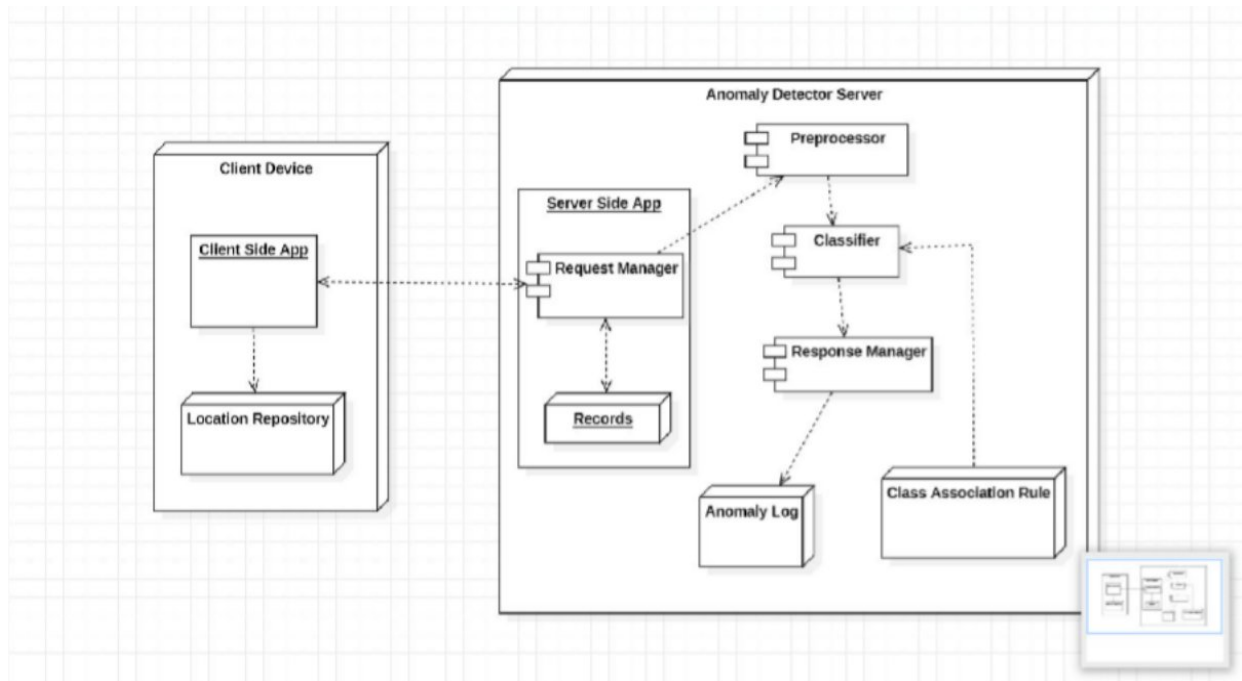 Anomaly Detector Server
Preprocessor
Client Device
Server Side App
Classifier
Client Side App
Request Manager
Response Manager
Location Repository
Records
Class Association Rule
Anomaly Log